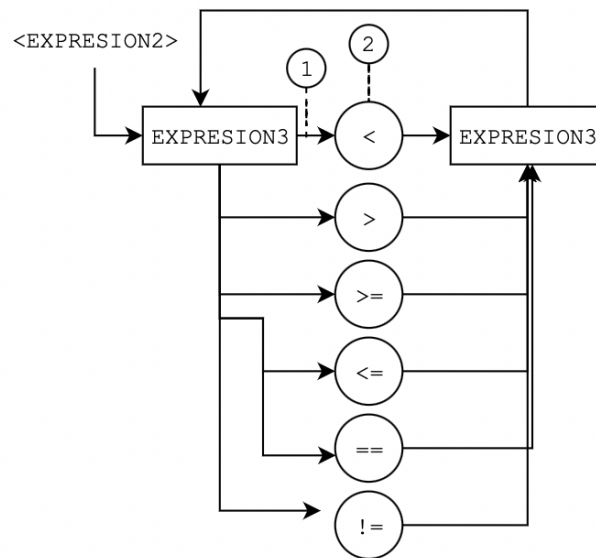 <EXPRESION2>
1
2
EXPRESION3
<
EXPRESION3
>
>=
<=
==
!=